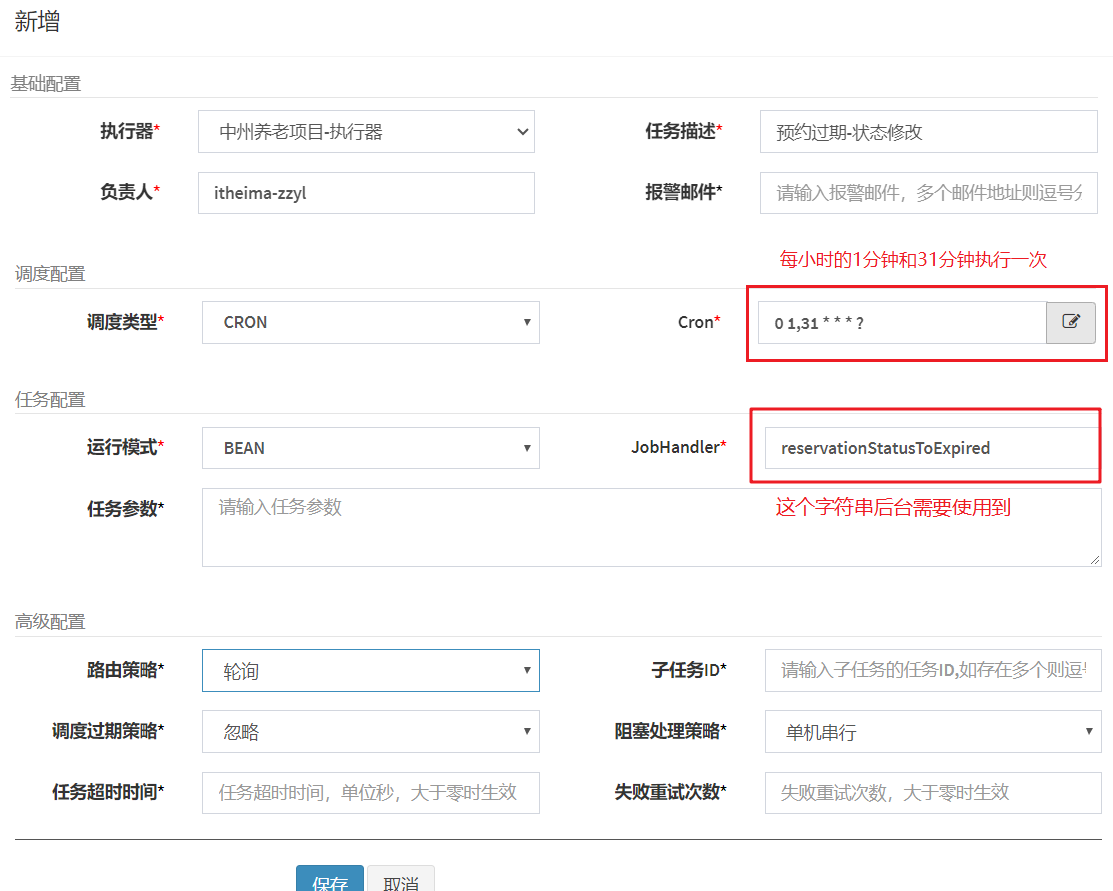 新增
基础配置
执行器* 中州养老项目-执行器 任务描述* 预约过期-状态修改
负责人* itheima-zzyl 报警邮件* 请输入报警邮件，多个邮件地址则逗号分
每小时的1分钟和31分钟执行一次
调度配置
调度类型* CRON Cron* 0 1,31 * * * ?
任务配置
运行模式* BEAN JobHandler* reservationStatusToExpired
任务参数* 请输入任务参数
这个字符串后台需要使用到
高级配置
路由策略* 轮询 子任务ID* 请输入子任务的任务ID,如存在多个则逗
调度过期策略* 忽略 阻塞处理策略* 单机串行
任务超时时间* 任务超时时间，单位秒，大于零时生效 失败重试次数* 失败重试次数，大于零时生效
保存 取消